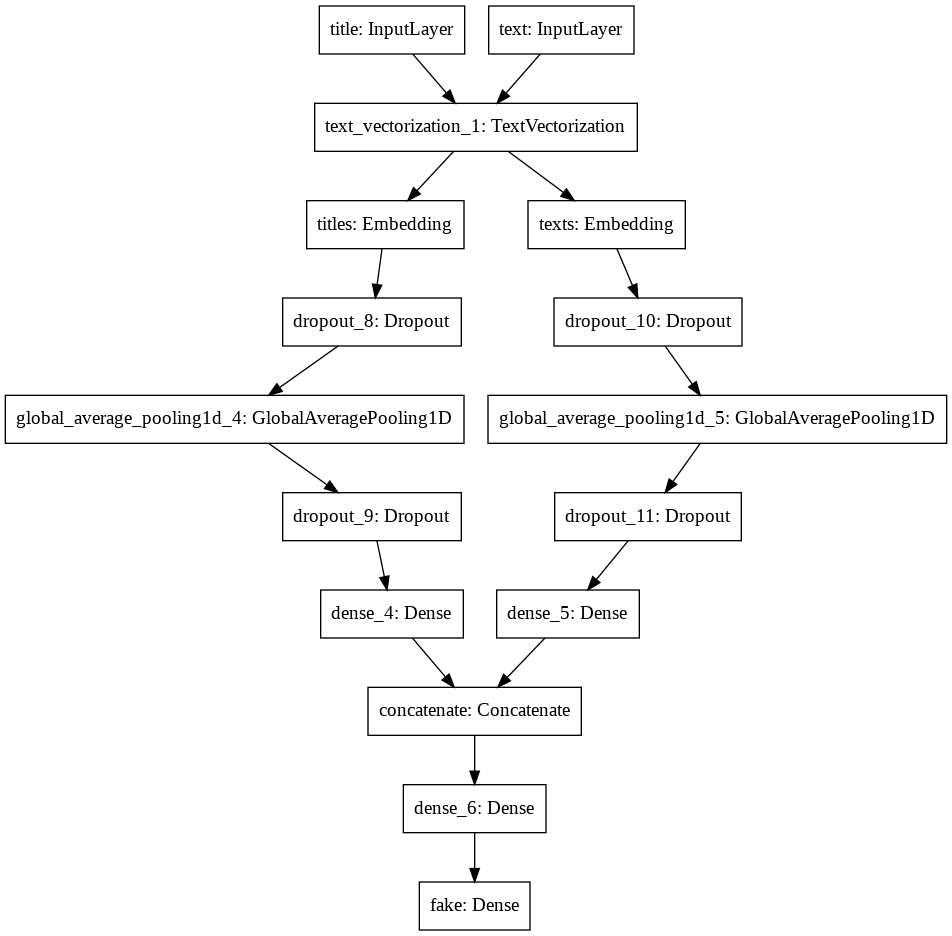 title: InputLayer
text: InputLayer
text_vectorization_1: TextVectorization
titles: Embedding
texts: Embedding
dropout_8: Dropout
dropout_10: Dropout
global_average_pooling1d_4: GlobalAveragePooling1D
global_average_pooling1d_5: GlobalAveragePooling1D
dropout_9: Dropout
dropout_11: Dropout
dense_4: Dense
dense_5: Dense
concatenate: Concatenate
dense_6: Dense
fake: Dense